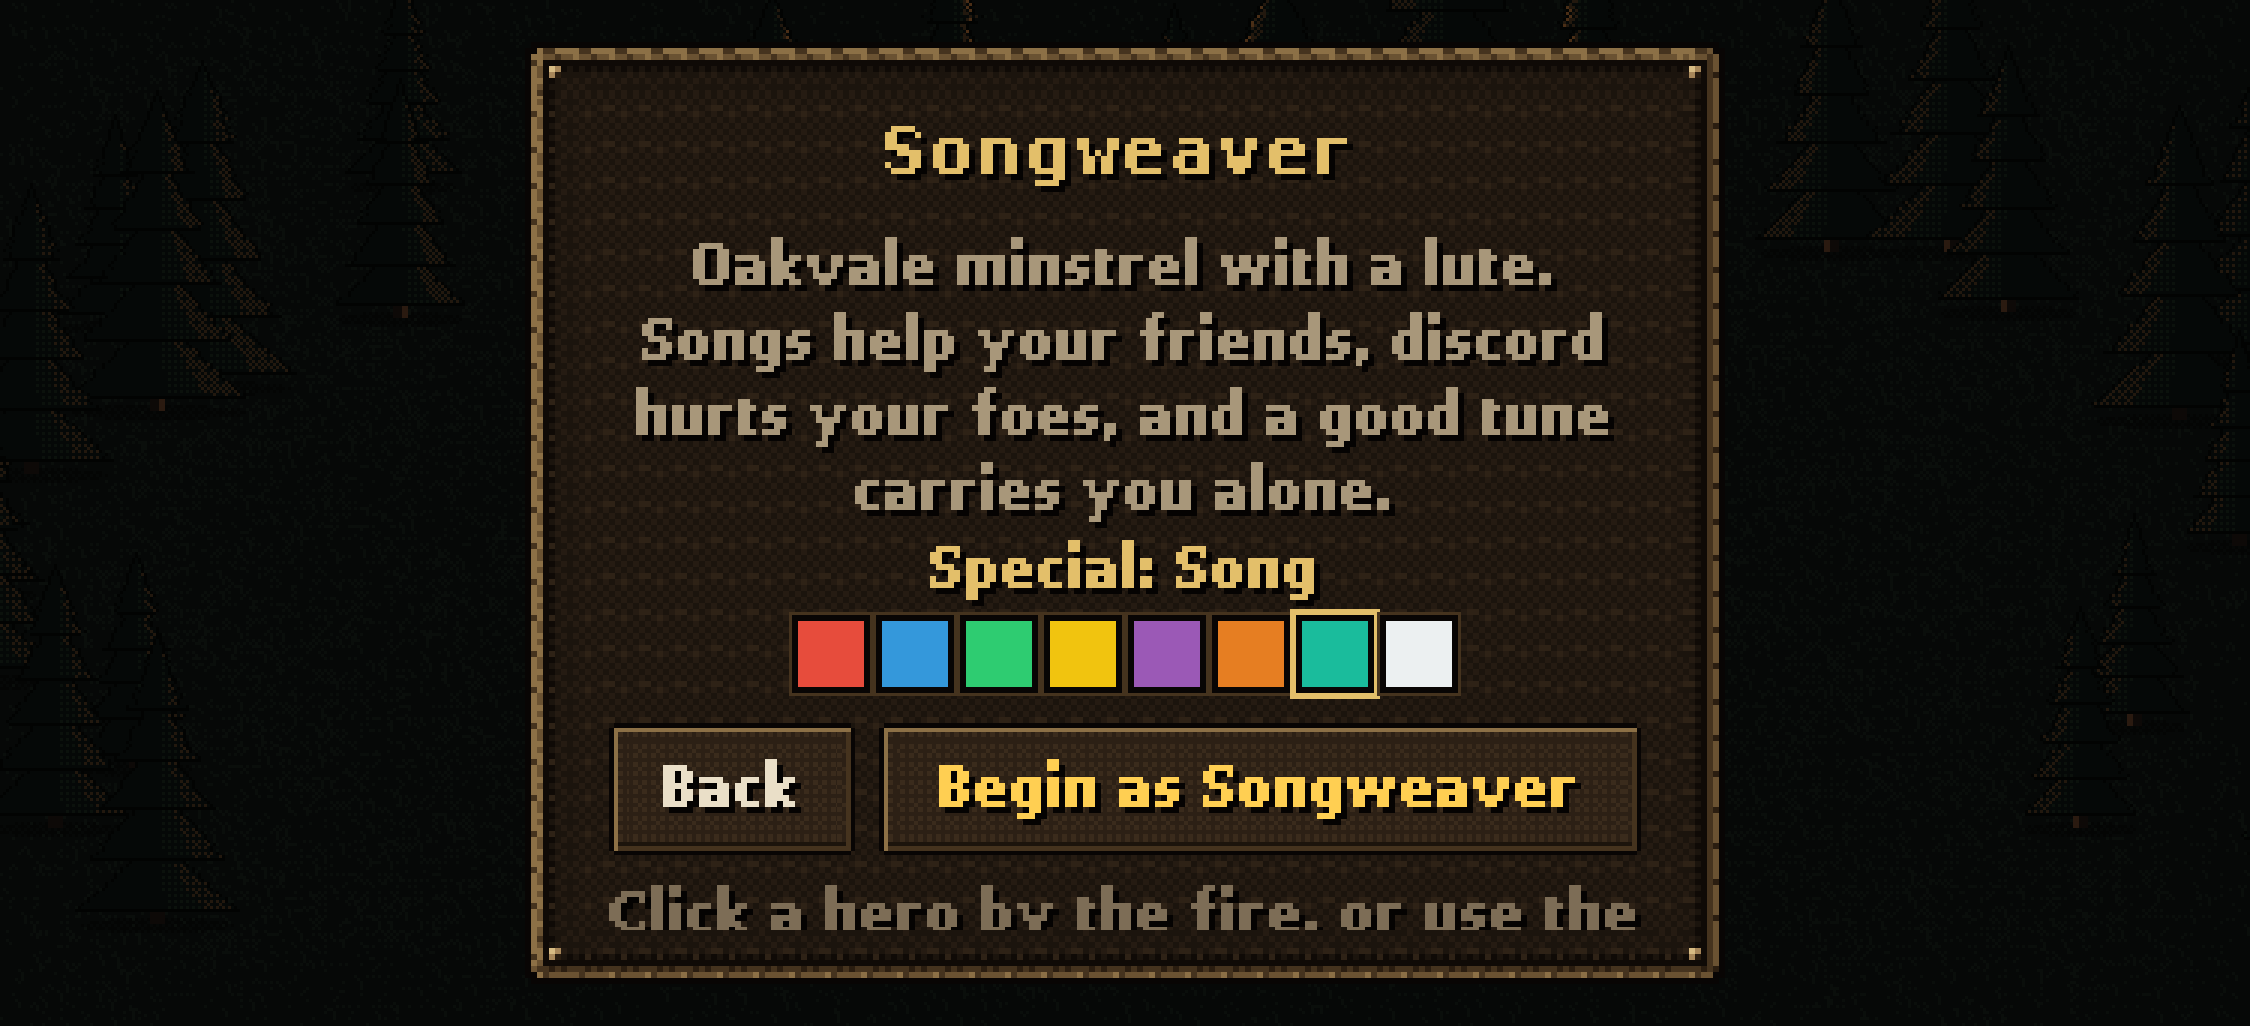 Songweaver
Oakvale minstrel with a lute.
Songs help your friends, discord
hurts your foes, and a good tune
carries you alone.
Special: Song
Back
Begin as Songweaver
Click a hero by the fire, or use the